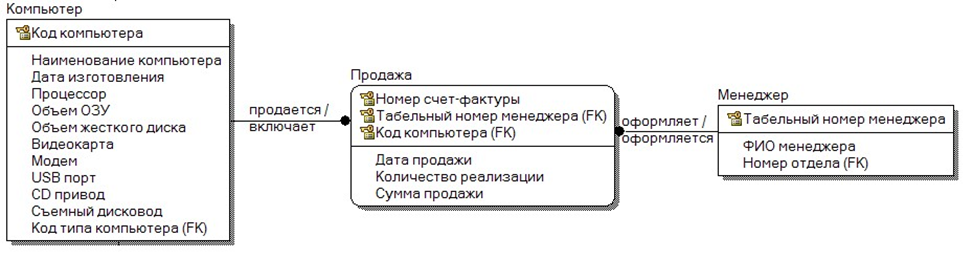 Компьютер
Код компьютера
Наименование компьютера
Дата изготовления
Процессор
Объем ОЗУ
Объем жесткого диска
Видеокарта
Модем
USB порт
CD привод
Съемный дисковод
Код типа компьютера (FK)
продается /
включает
Продажа
Номер счет-фактуры
Табельный номер менеджера (FK)
Код компьютера (FK)
Дата продажи
Количество реализации
Сумма продажи
оформляет /
оформляется
Менеджер
Табельный номер менеджера
ФИО менеджера
Номер отдела (FK)